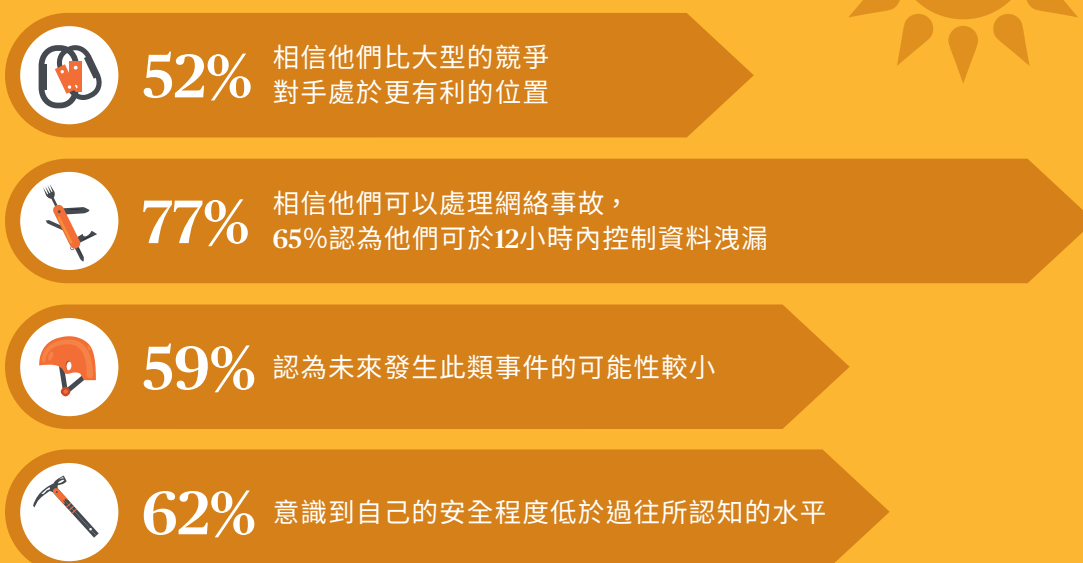 52%
相信他們比大型的競爭
對手處於更有利的位置
77%
相信他們可以處理網絡事故，
65%認為他們可於12小時內控制資料洩漏
59%
認為未來發生此類事件的可能性較小
62%
意識到自己的安全程度低於過往所認知的水平